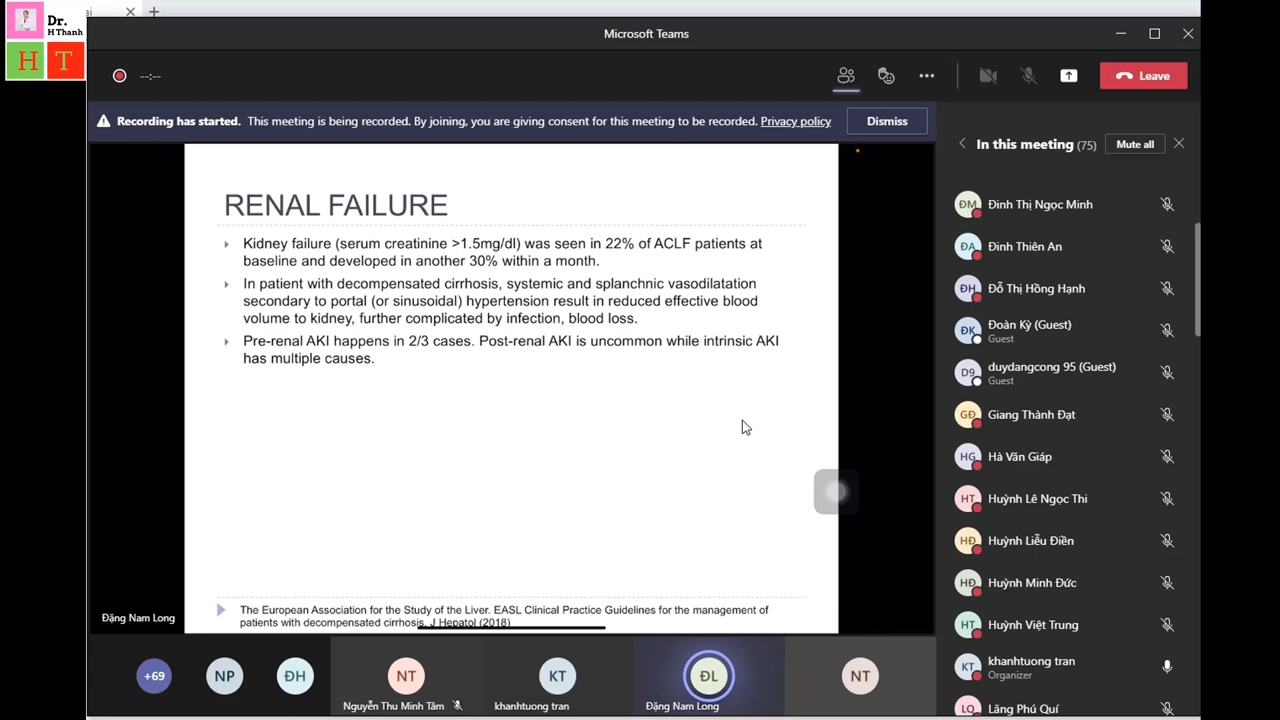 ai
Dr.
H Thanh
H T
Microsoft Teams
--:--
Leave
Recording has started. This meeting is being recorded. By joining, you are giving consent for this meeting to be recorded. Privacy policy
Dismiss
In this meeting (75)
Mute all
RENAL FAILURE
Kidney failure (serum creatinine >1.5mg/dl) was seen in 22% of ACLF patients at
baseline and developed in another 30% within a month.
In patient with decompensated cirrhosis, systemic and splanchnic vasodilatation
secondary to portal (or sinusoidal) hypertension result in reduced effective blood
volume to kidney, further complicated by infection, blood loss.
Pre-renal AKI happens in 2/3 cases. Post-renal AKI is uncommon while intrinsic AKI
has multiple causes.
The European Association for the Study of the Liver. EASL Clinical Practice Guidelines for the management of
patients with decompensated cirrhosis. J Hepatol (2018)
Đặng Nam Long
ĐM Đinh Thị Ngọc Minh
ĐA Đinh Thiên An
ĐH Đỗ Thị Hồng Hạnh
ĐK Đoàn Kỳ (Guest)
Guest
D9 duydangcong 95 (Guest)
Guest
GĐ Giang Thành Đạt
HG Hà Văn Giáp
HT Huỳnh Lê Ngọc Thi
HĐ Huỳnh Liễu Điền
HĐ Huỳnh Minh Đức
HT Huỳnh Việt Trung
KT khanhtuong tran
Organizer
LQ Lăng Phú Quí
+69
NP
ĐH
NT
Nguyễn Thu Minh Tâm
KT
khanhtuong tran
ĐL
Đặng Nam Long
NT